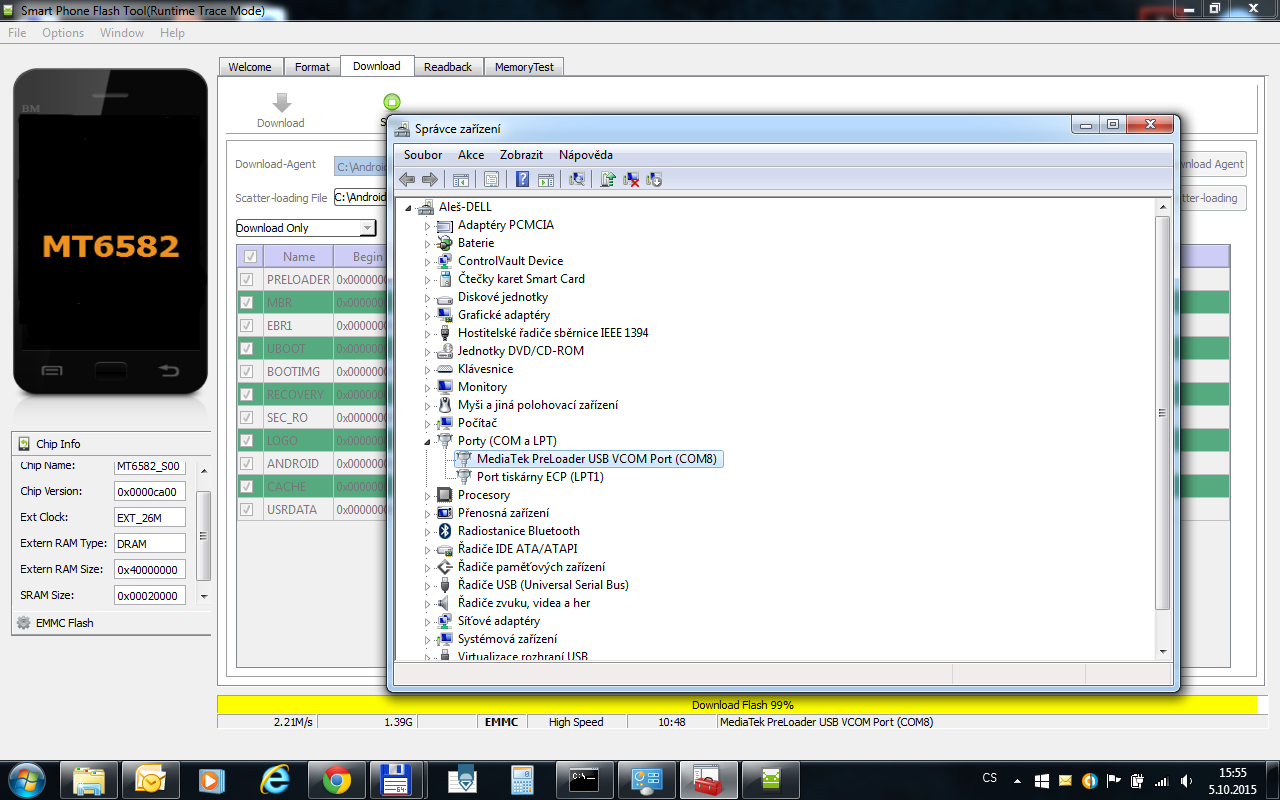 Smart Phone Flash Tool(Runtime Trace Mode)
File Options Window Help
Welcome Format Download Readback MemoryTest
BM
MT6582
Download
Download-Agent C:\Androi
Agent
Scatter-loading File C:\Android
Download Only
Name Begin
PRELOADER 0x0000000
MBR 0x0000000
EBR1 0x0000000
UBOOT 0x0000000
BOOTIMG 0x0000000
RECOVERY 0x0000000
SEC_RO 0x0000000
LOGO 0x0000000
ANDROID 0x0000000
CACHE 0x0000000
USRDATA 0x0000000
Chip Info
Chip Name: MT6582_S00
Chip Version: 0x0000ca00
Ext Clock: EXT_26M
Extern RAM Type: DRAM
Extern RAM Size: 0x40000000
SRAM Size: 0x00020000
EMMC Flash
Správce zařízení
Soubor Akce Zobrazit Nápověda
Aleš-DELL
Adaptéry PCMCIA
Baterie
ControlVault Device
Čtečky karet Smart Card
Diskové jednotky
Grafické adaptéry
Hostitelské řadiče sběrnice IEEE 1394
Jednotky DVD/CD-ROM
Klávesnice
Monitory
Myši a jiná polohovací zařízení
Počítač
Porty (COM a LPT)
MediaTek PreLoader USB VCOM Port (COM8)
Port tiskárny ECP (LPT1)
Procesory
Přenosná zařízení
Radiostanice Bluetooth
Řadiče IDE ATA/ATAPI
Řadiče paměťových zařízení
Řadiče USB (Universal Serial Bus)
Řadiče zvuku, videa a her
Síťové adaptéry
Systémová zařízení
Virtualizace rozhraní USB
Download Flash 99%
2.21M/s 1.39G EMMC High Speed 10:48 MediaTek PreLoader USB VCOM Port (COM8)
CS 15:55
5.10.2015